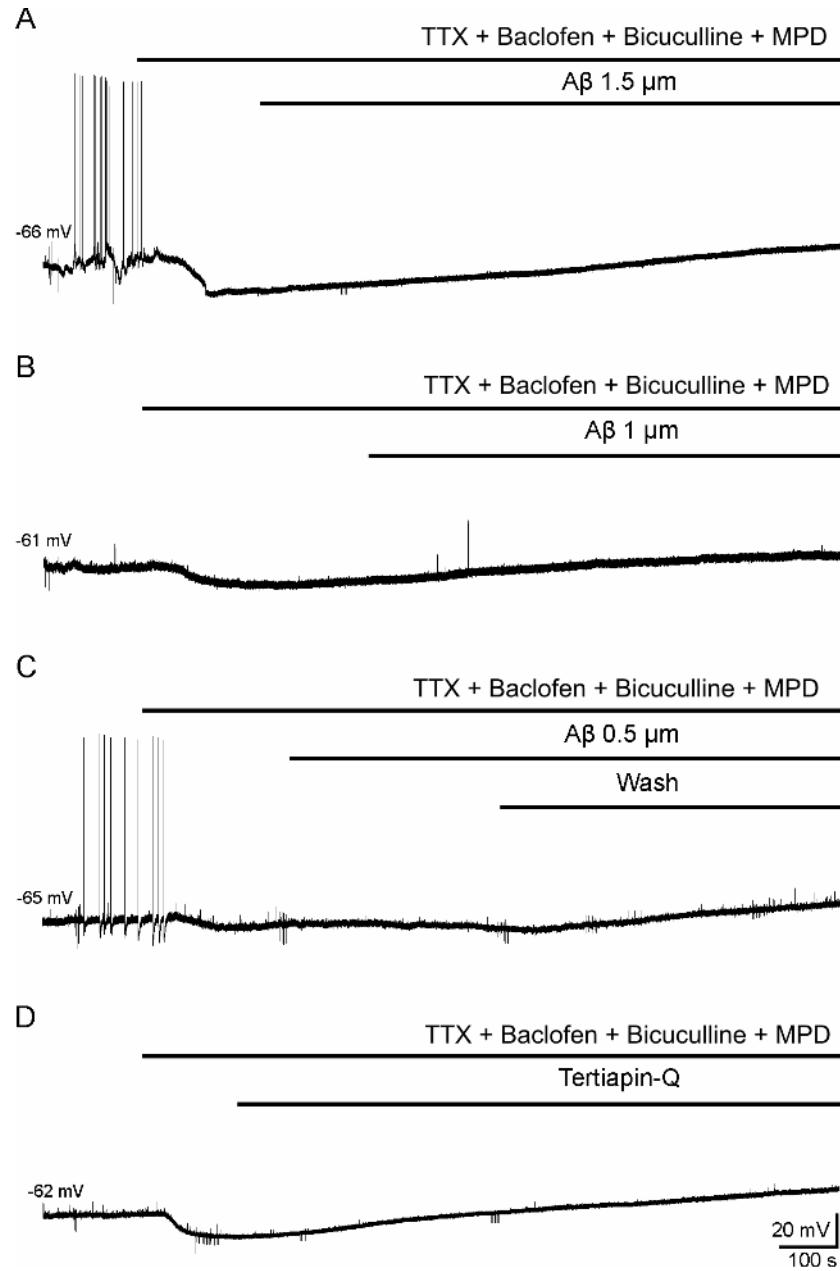 A
TTX + Baclofen + Bicuculline + MPD
Aβ 1.5 µm
-66 mV
B
TTX + Baclofen + Bicuculline + MPD
Aβ 1 µm
-61 mV
C
TTX + Baclofen + Bicuculline + MPD
Aβ 0.5 µm
Wash
-65 mV
D
TTX + Baclofen + Bicuculline + MPD
Tertiapin-Q
-62 mV
20 mV
100 s